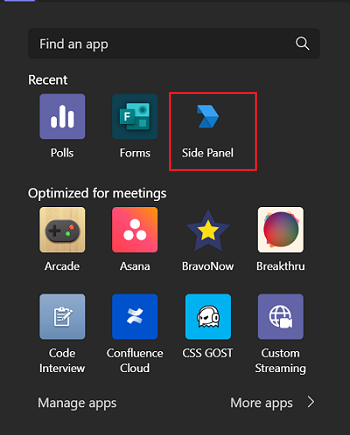 Find an app
Recent
F
Polls Forms Side Panel
Optimized for meetings
Arcade Asana BravoNow Breakthru
Code Confluence CSS GOST Custom
Interview Cloud Streaming
Manage apps More apps